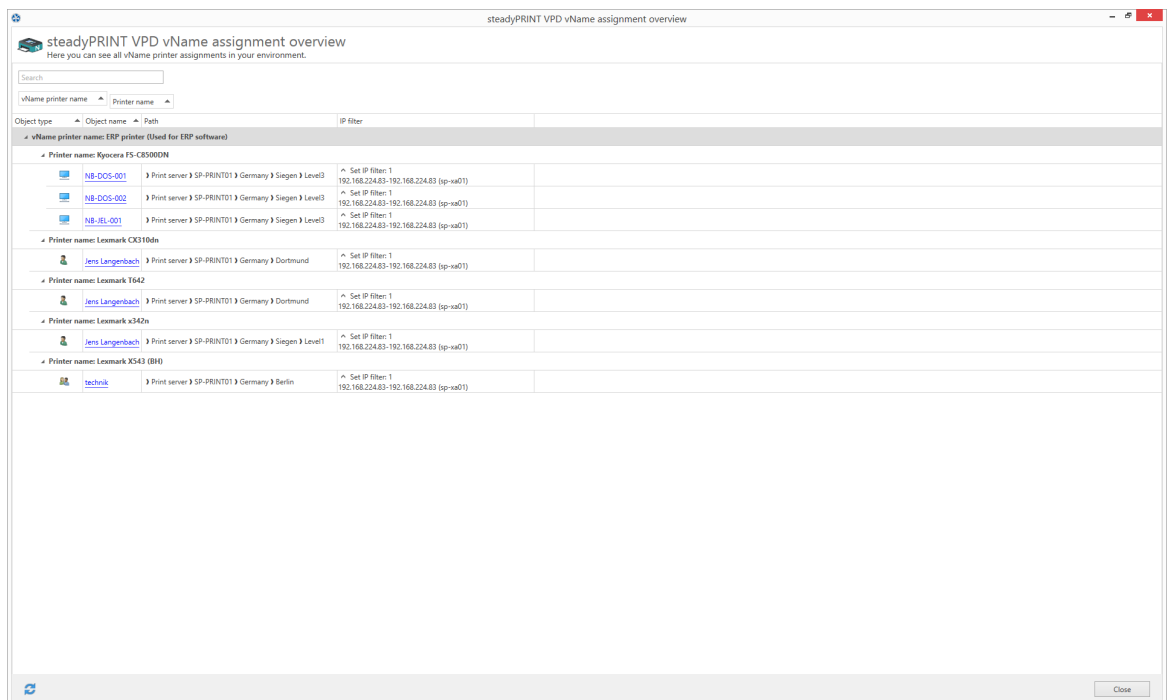 steadyPRINT VPD vName assignment overview
steadyPRINT VPD vName assignment overview
Here you can see all vName printer assignments in your environment.
Search
vName printer name Printer name
Object type Object name Path IP filter
vName printer name: ERP printer (Used for ERP software)
Printer name: Kyocera FS-C8500DN
NB-DOS-001 Print server SP-PRINT01 Germany Siegen Level3 Set IP filter: 1
192.168.224.83-192.168.224.83 (sp-xa01)
NB-DOS-002 Print server SP-PRINT01 Germany Siegen Level3 Set IP filter: 1
192.168.224.83-192.168.224.83 (sp-xa01)
NB-JEL-001 Print server SP-PRINT01 Germany Siegen Level3 Set IP filter: 1
192.168.224.83-192.168.224.83 (sp-xa01)
Printer name: Lexmark CX310dn
Jens Langenbach Print server SP-PRINT01 Germany Dortmund Set IP filter: 1
192.168.224.83-192.168.224.83 (sp-xa01)
Printer name: Lexmark T642
Jens Langenbach Print server SP-PRINT01 Germany Dortmund Set IP filter: 1
192.168.224.83-192.168.224.83 (sp-xa01)
Printer name: Lexmark x342n
Jens Langenbach Print server SP-PRINT01 Germany Siegen Level1 Set IP filter: 1
192.168.224.83-192.168.224.83 (sp-xa01)
Printer name: Lexmark X543 (BH)
technik Print server SP-PRINT01 Germany Berlin Set IP filter: 1
192.168.224.83-192.168.224.83 (sp-xa01)
Close